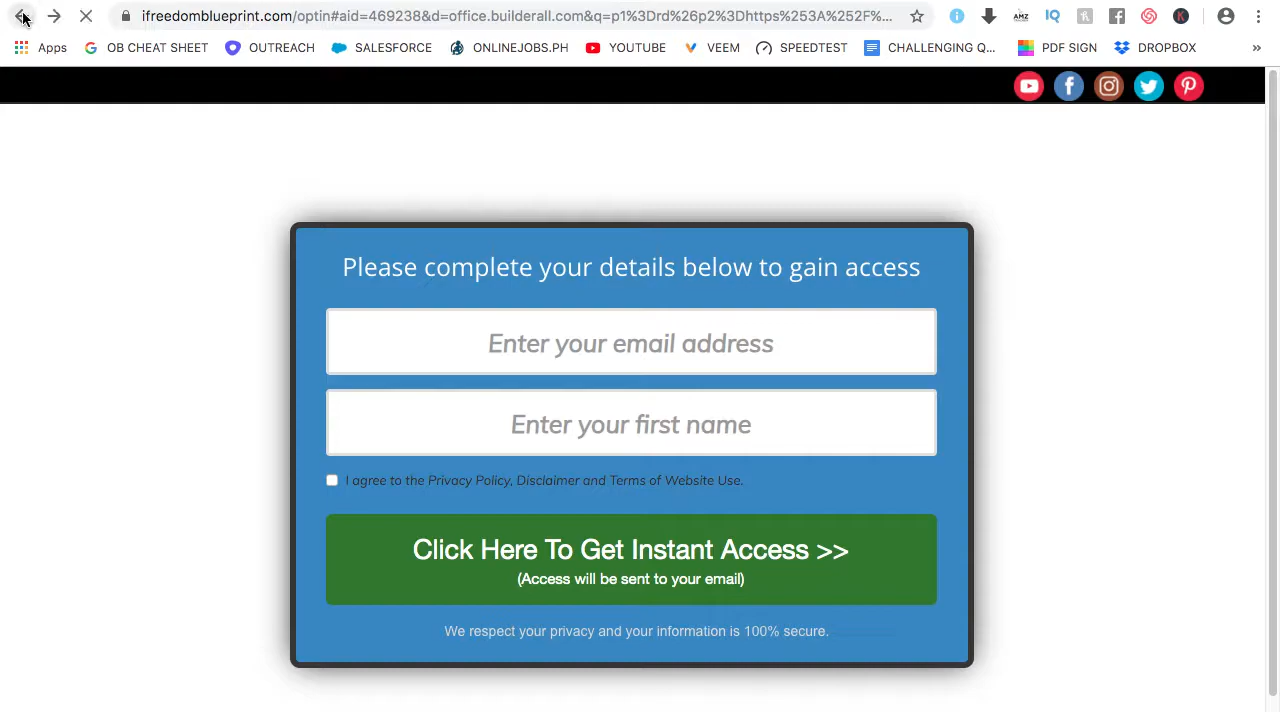 ifreedomblueprint.com/optin#aid=469238&d=office.builderall.com&q=p1%3Drd%26p2%3Dhttps%253A%252F%252F...
AMZ IQ n K
Apps OB CHEAT SHEET OUTREACH SALESFORCE ONLINEJOBS.PH YOUTUBE VEEM SPEEDTEST CHALLENGING Q... PDF SIGN DROPBOX »
Please complete your details below to gain access
Enter your email address
Enter your first name
I agree to the Privacy Policy, Disclaimer and Terms of Website Use.
Click Here To Get Instant Access >>
(Access will be sent to your email)
We respect your privacy and your information is 100% secure.